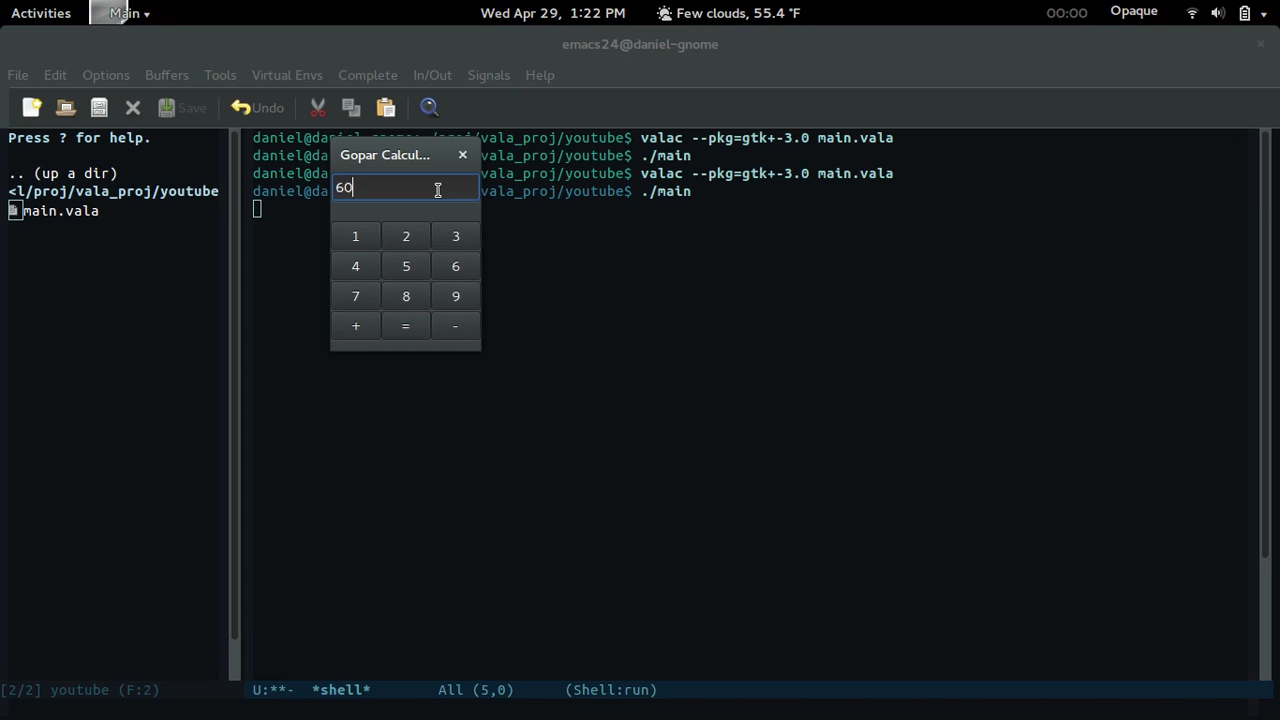 Activities
Main
Wed Apr 29, 1:22 PM
Few clouds, 55.4 °F
00:00
Opaque
emacs24@daniel-gnome
File Edit Options Buffers Tools Virtual Envs Complete In/Out Signals Help
Save Undo
Press ? for help.
.. (up a dir)
<l/proj/vala_proj/youtube
main.vala
daniel@daniel-gnome:~/proj/vala_proj/youtube$ valac --pkg=gtk+-3.0 main.vala
daniel@da vala_proj/youtube$ ./main
daniel@da vala_proj/youtube$ valac --pkg=gtk+-3.0 main.vala
daniel@da vala_proj/youtube$ ./main
Gopar Calcul...
60
1 2 3
4 5 6
7 8 9
+ = -
[2/2] youtube (F:2)
U:**- *shell* All (5,0) (Shell:run)